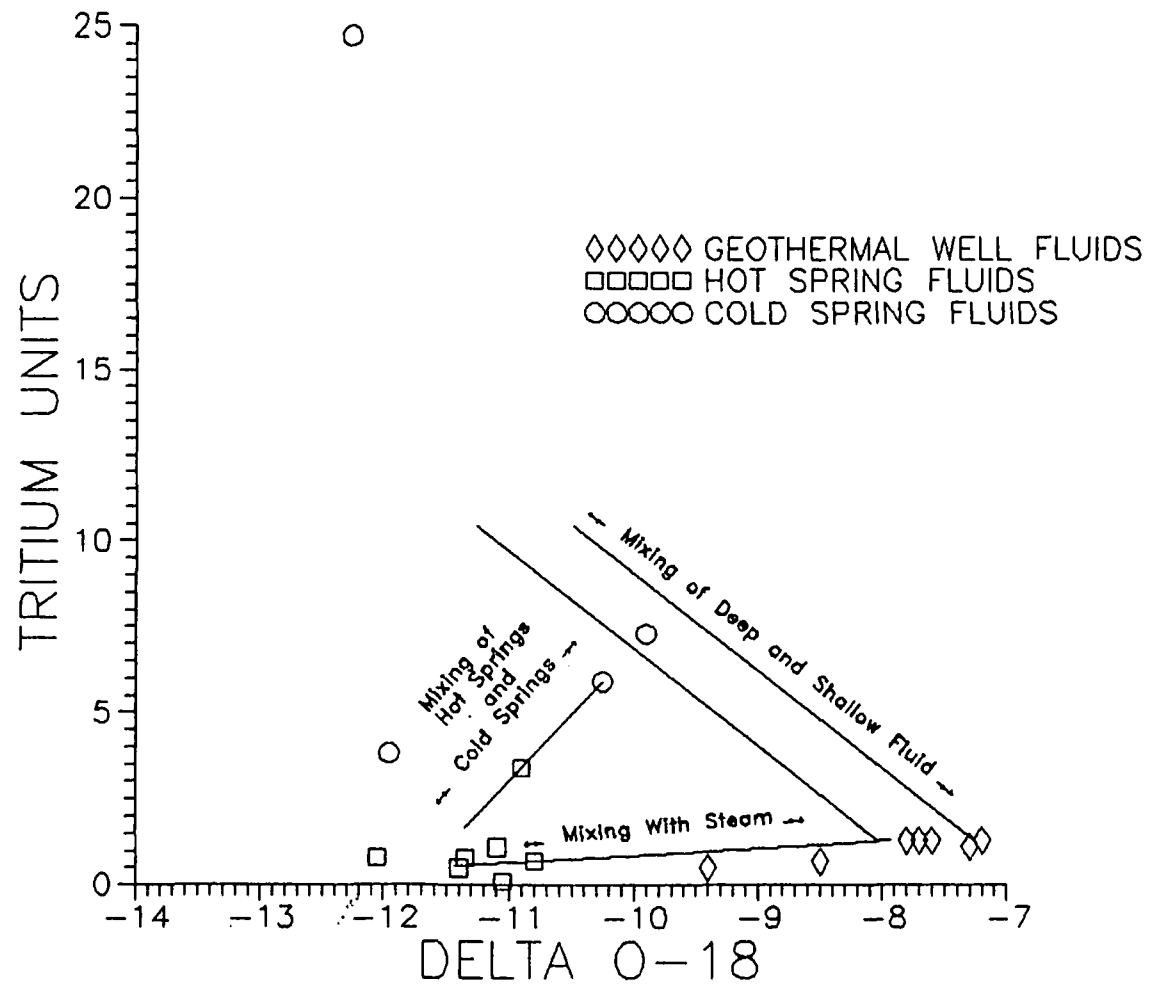 25
20
15
10
5
0
TRITIUM UNITS
GEOTHERMAL WELL FLUIDS
HOT SPRING FLUIDS
COLD SPRING FLUIDS
Mixing of Deep and Shallow Fluid
Mixing of
Hot Springs
and
Cold Springs
Mixing With Steam
-14 -13 -12 -11 -10 -9 -8 -7
DELTA O-18